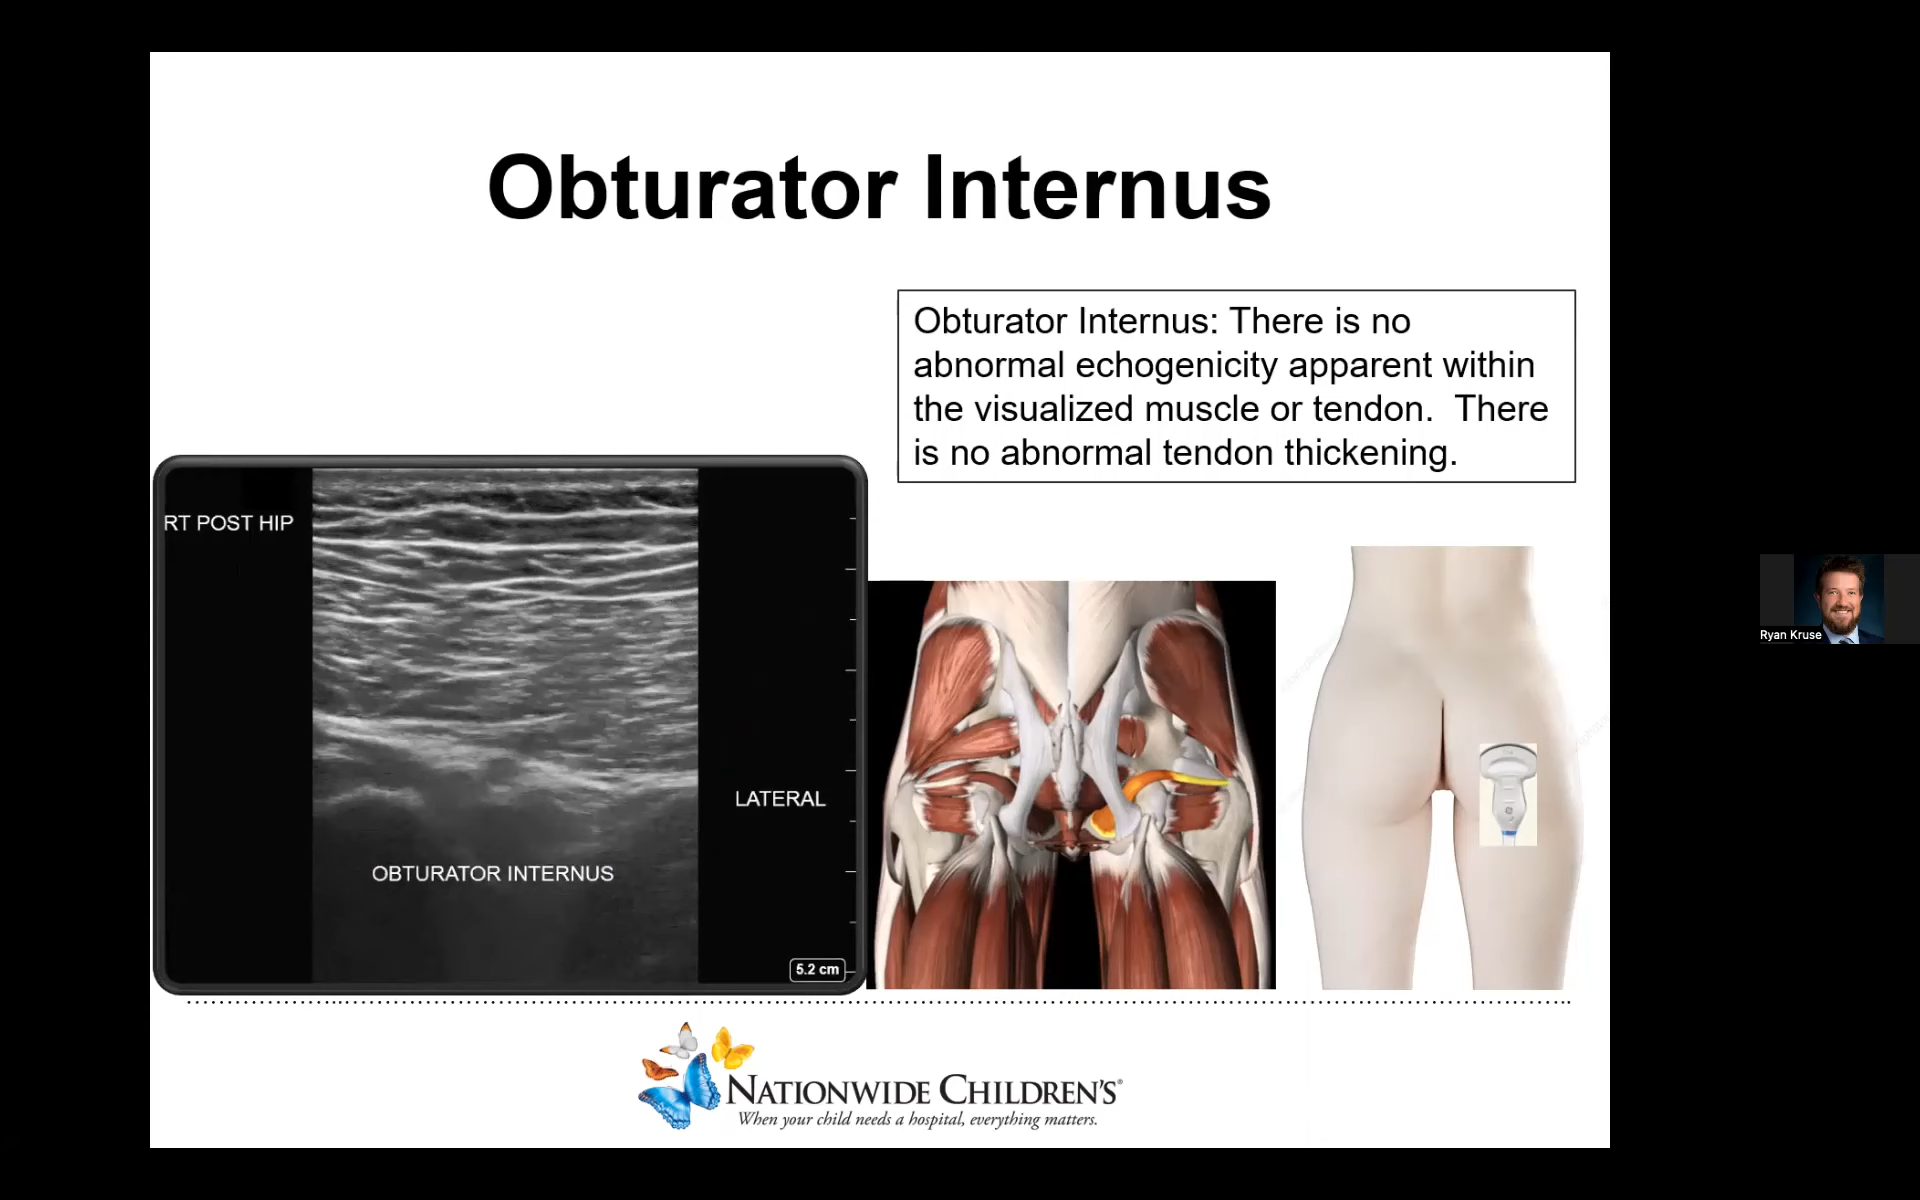 Obturator Internus
Obturator Internus: There is no
abnormal echogenicity apparent within
the visualized muscle or tendon.  There
is no abnormal tendon thickening.
RT POST HIP
LATERAL
OBTURATOR INTERNUS
5.2 cm
Ryan Kruse
NATIONWIDE CHILDREN'S®
When your child needs a hospital, everything matters.